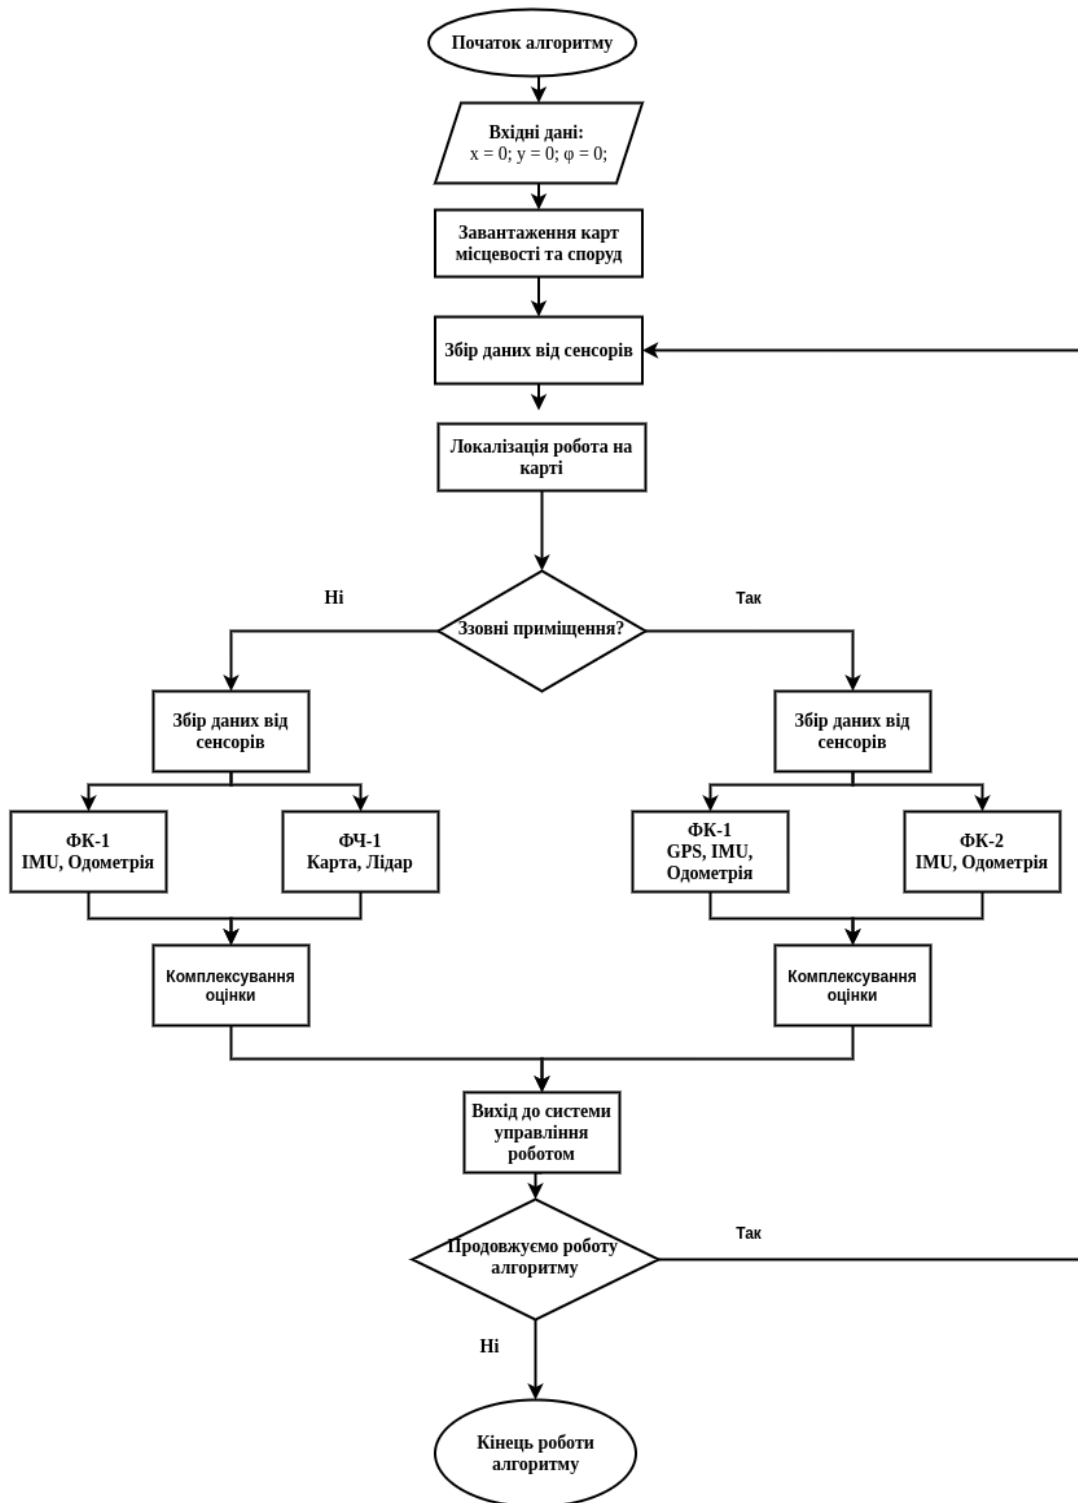 Початок алгоритму
Вхідні дані:
x = 0; y = 0; φ = 0;
Завантаження карт
місцевості та споруд
Збір даних від сенсорів
Локалізація робота на
карті
Ззовні приміщення?
Ні
Так
Збір даних від
сенсорів
Збір даних від
сенсорів
ФК-1
IMU, Одометрія
ФЧ-1
Карта, Лідар
ФК-1
GPS, IMU,
Одометрія
ФК-2
IMU, Одометрія
Комплексування
оцінки
Комплексування
оцінки
Вихід до системи
управління
роботом
Продовжуємо роботу
алгоритму
Так
Ні
Кінець роботи
алгоритму